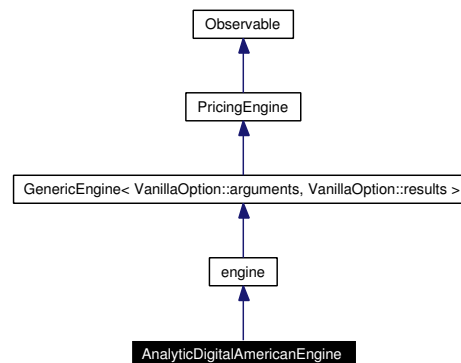 Observable
PricingEngine
GenericEngine< VanillaOption::arguments, VanillaOption::results >
engine
AnalyticDigitalAmericanEngine